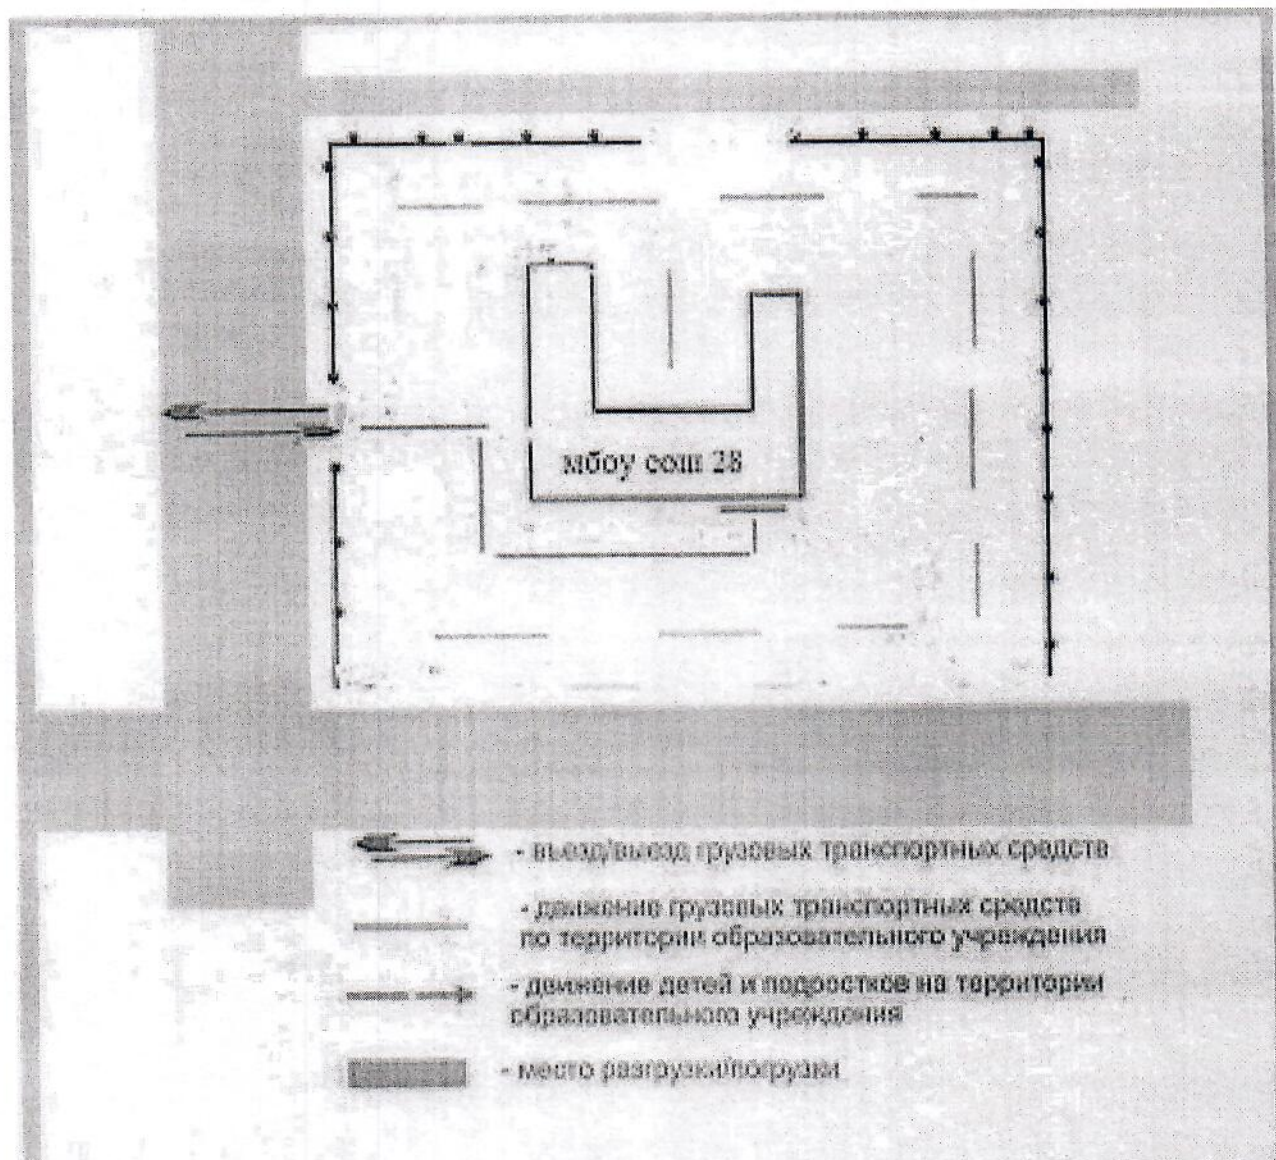 мбоу сош 28
- въезд/выезд грузовых транспортных средств
- движение грузовых транспортных средств
по территории образовательного учреждения
- движение детей и подростков на территории
образовательного учреждения
- место разгрузки/погрузки